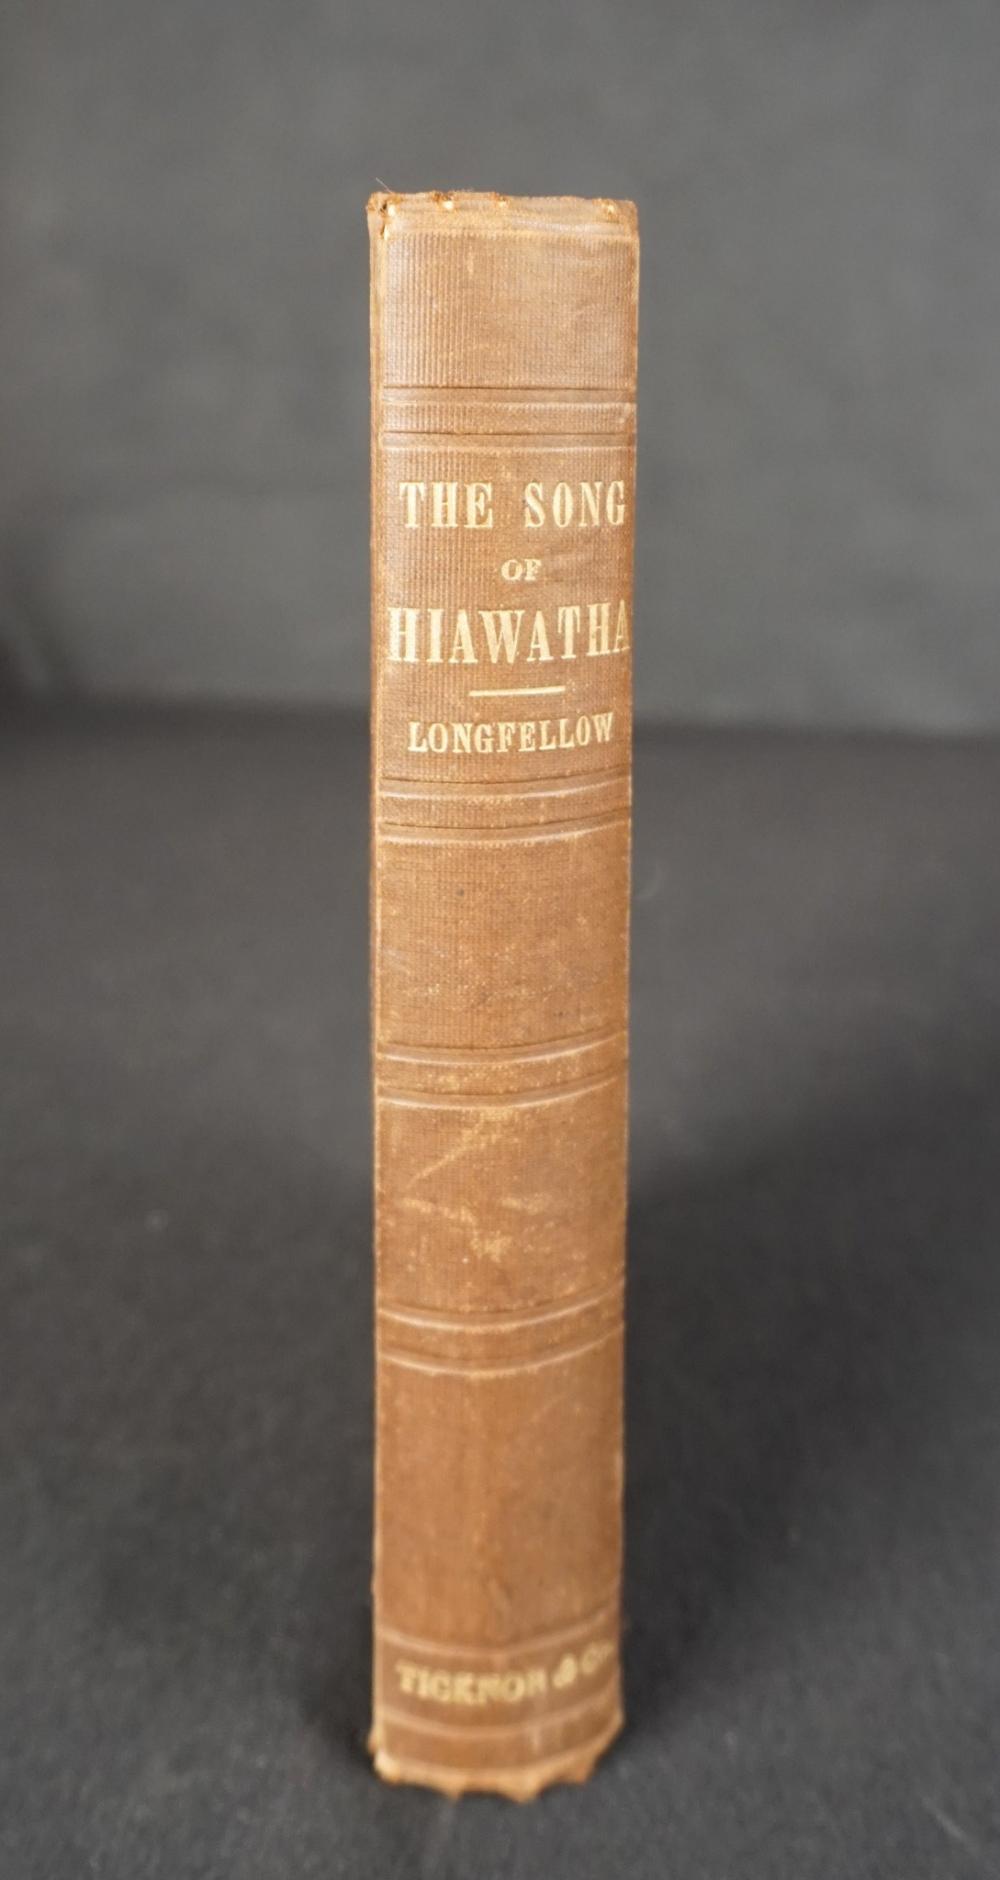 THE SONG
OF
HIAWATHA
LONGFELLOW
TICKNOR & Co.